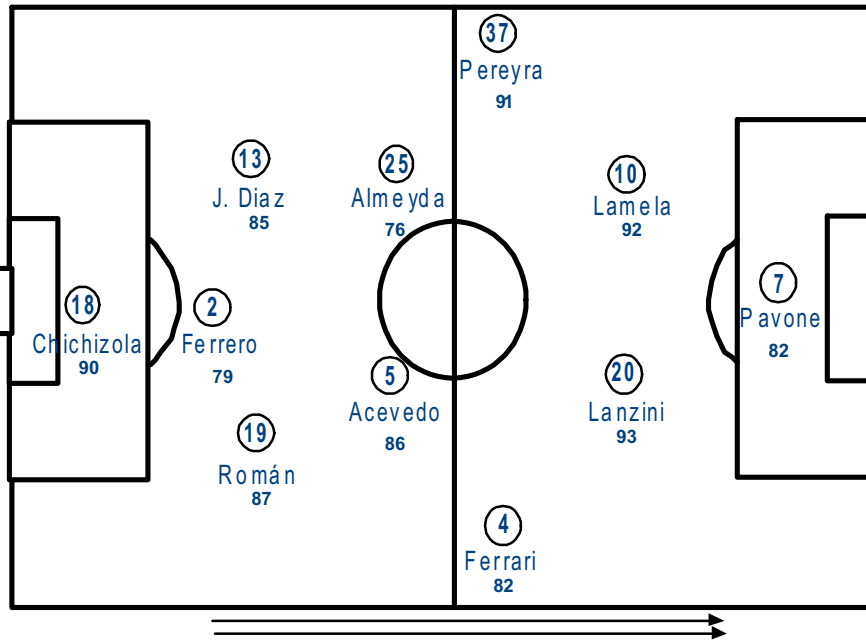 37
Pereyra
91
13
J. Diaz
85
25
Almeyda
76
10
Lamela
92
18
Chichizola
90
2
Ferrero
79
7
Pavone
82
5
Acevedo
86
20
Lanzini
93
19
Román
87
4
Ferrari
82